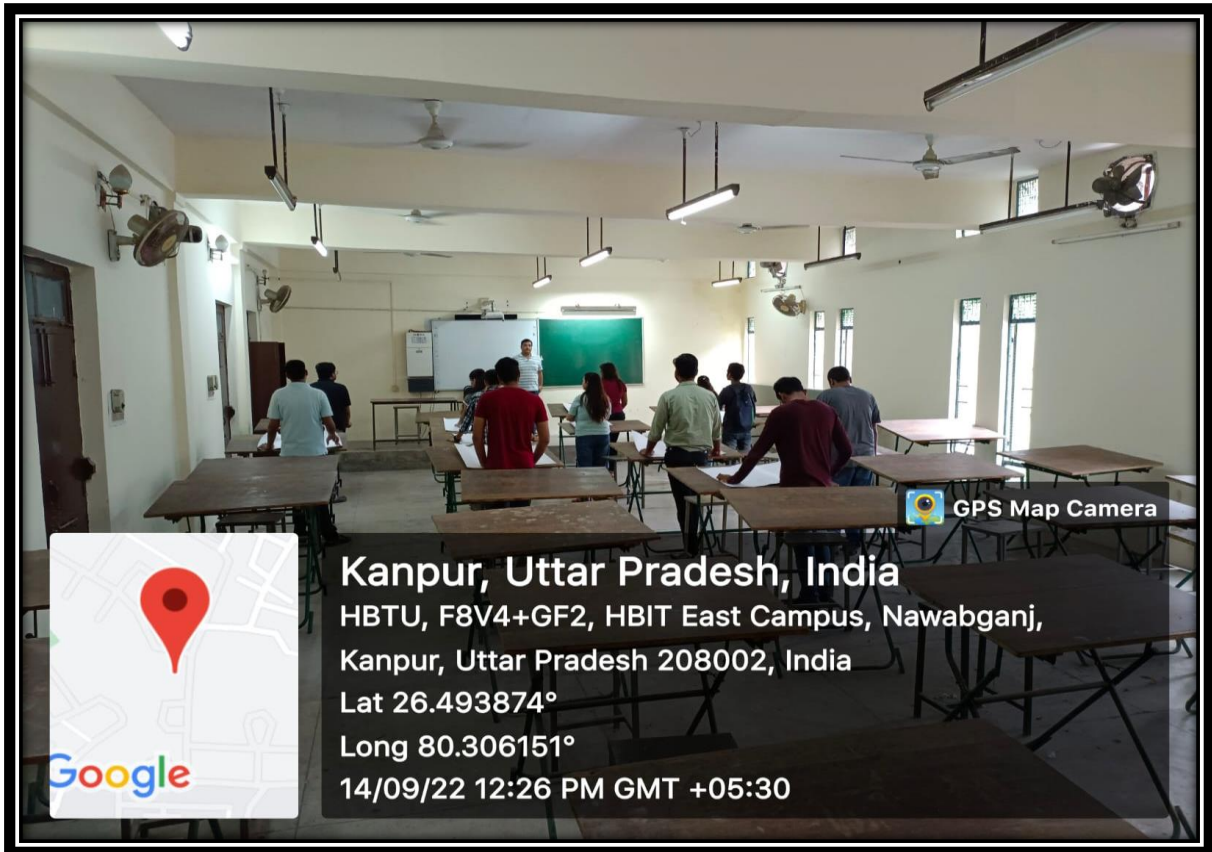 GPS Map Camera
Kanpur, Uttar Pradesh, India
HBTU, F8V4+GF2, HBIT East Campus, Nawabganj,
Kanpur, Uttar Pradesh 208002, India
Lat 26.493874°
Long 80.306151°
14/09/22 12:26 PM GMT +05:30
Google